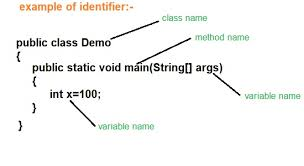 example of identifier:-
class name
public class Demo
method name
{
public static void main(String[] args)
{
variable name
int x=100;
}
variable name
}